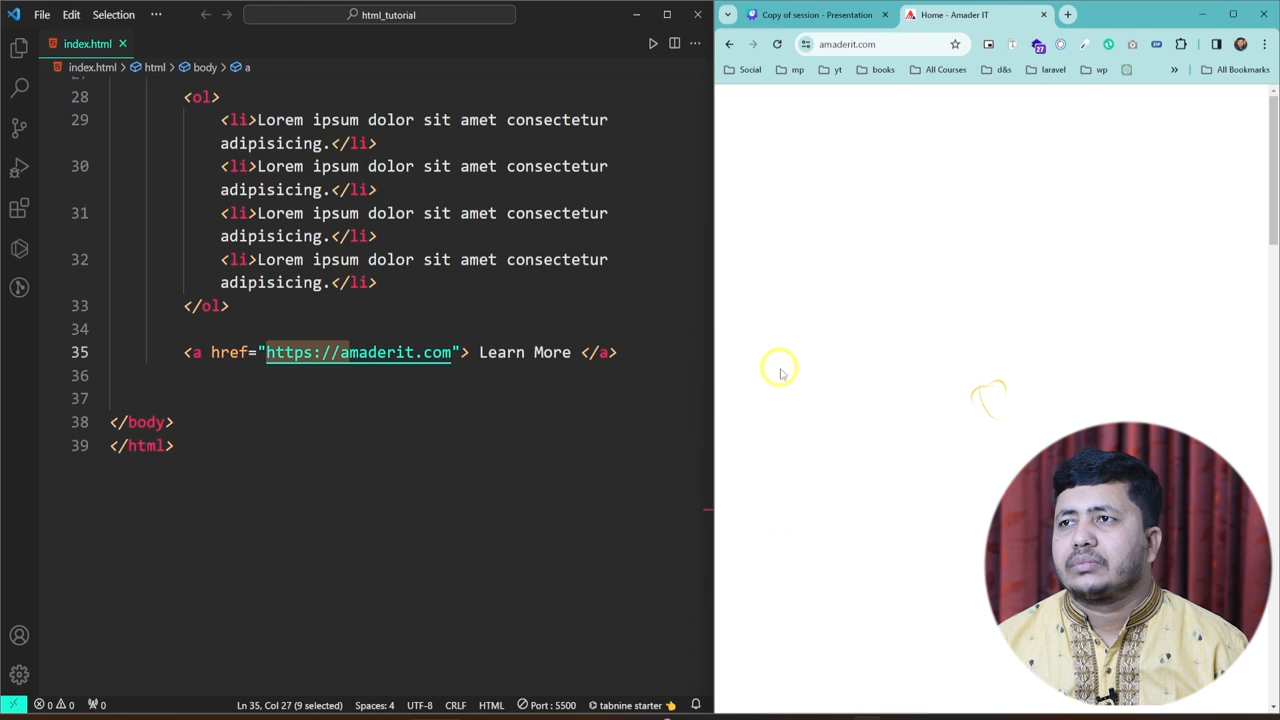 File Edit Selection ··· html_tutorial
index.html
index.html > html > body > a
28 <ol>
29 <li>Lorem ipsum dolor sit amet consectetur
adipisicing.</li>
30 <li>Lorem ipsum dolor sit amet consectetur
adipisicing.</li>
31 <li>Lorem ipsum dolor sit amet consectetur
adipisicing.</li>
32 <li>Lorem ipsum dolor sit amet consectetur
adipisicing.</li>
33 </ol>
34
35 <a href="https://amaderit.com"> Learn More </a>
36
37
38 </body>
39 </html>
0 0 0 Ln 35, Col 27 (9 selected) Spaces: 4 UTF-8 CRLF HTML Port : 5500 tabnine starter
Copy of session - Presentation Home - Amader IT
amaderit.com 27
Social mp yt books All Courses d&s laravel wp » All Bookmarks